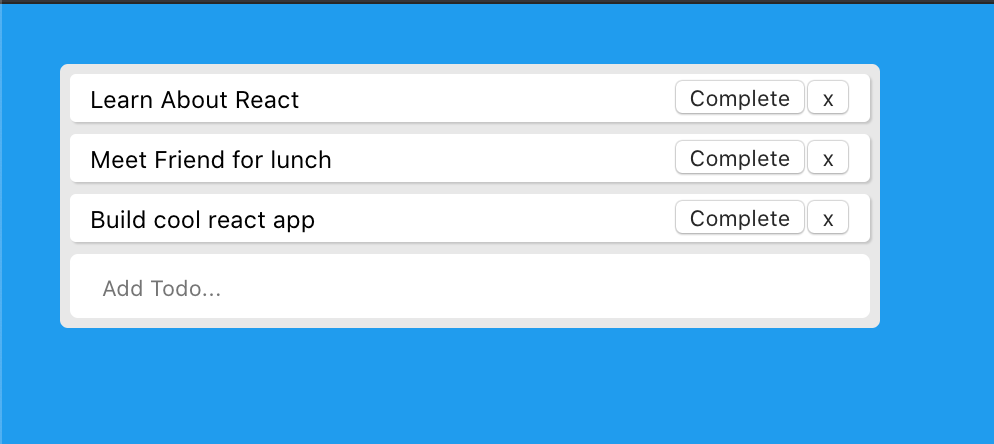 Learn About React Complete x
Meet Friend for lunch Complete x
Build cool react app Complete x
Add Todo...